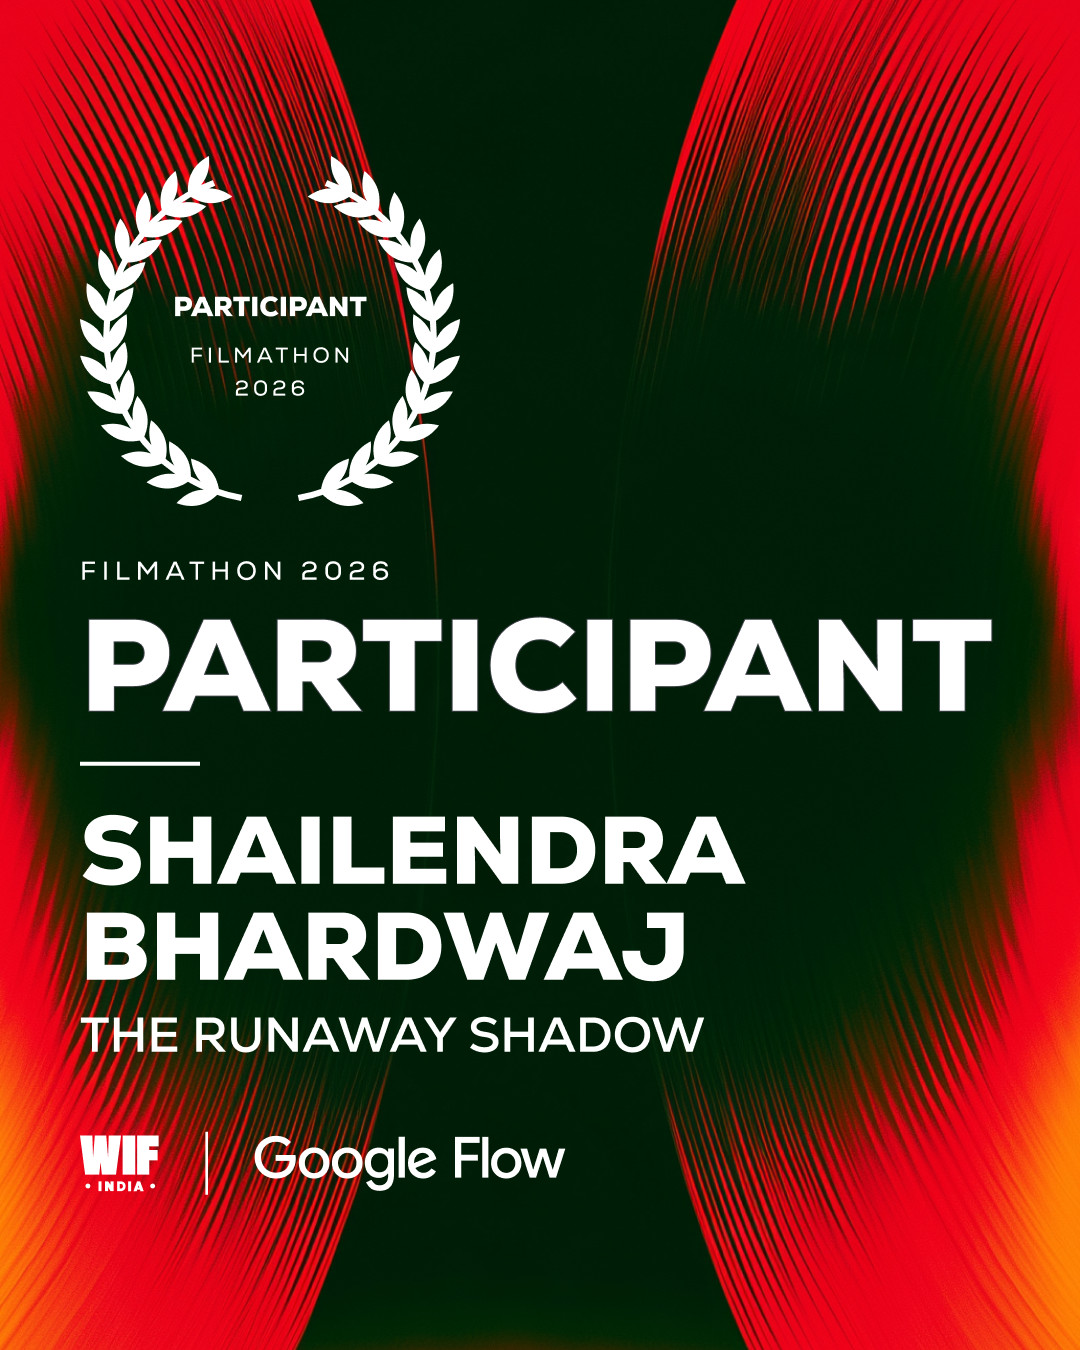 PARTICIPANT
FILMATHON
2026
FILMATHON 2026
PARTICIPANT
SHAILENDRA
BHARDWAJ
THE RUNAWAY SHADOW
WIF
• INDIA •
Google Flow